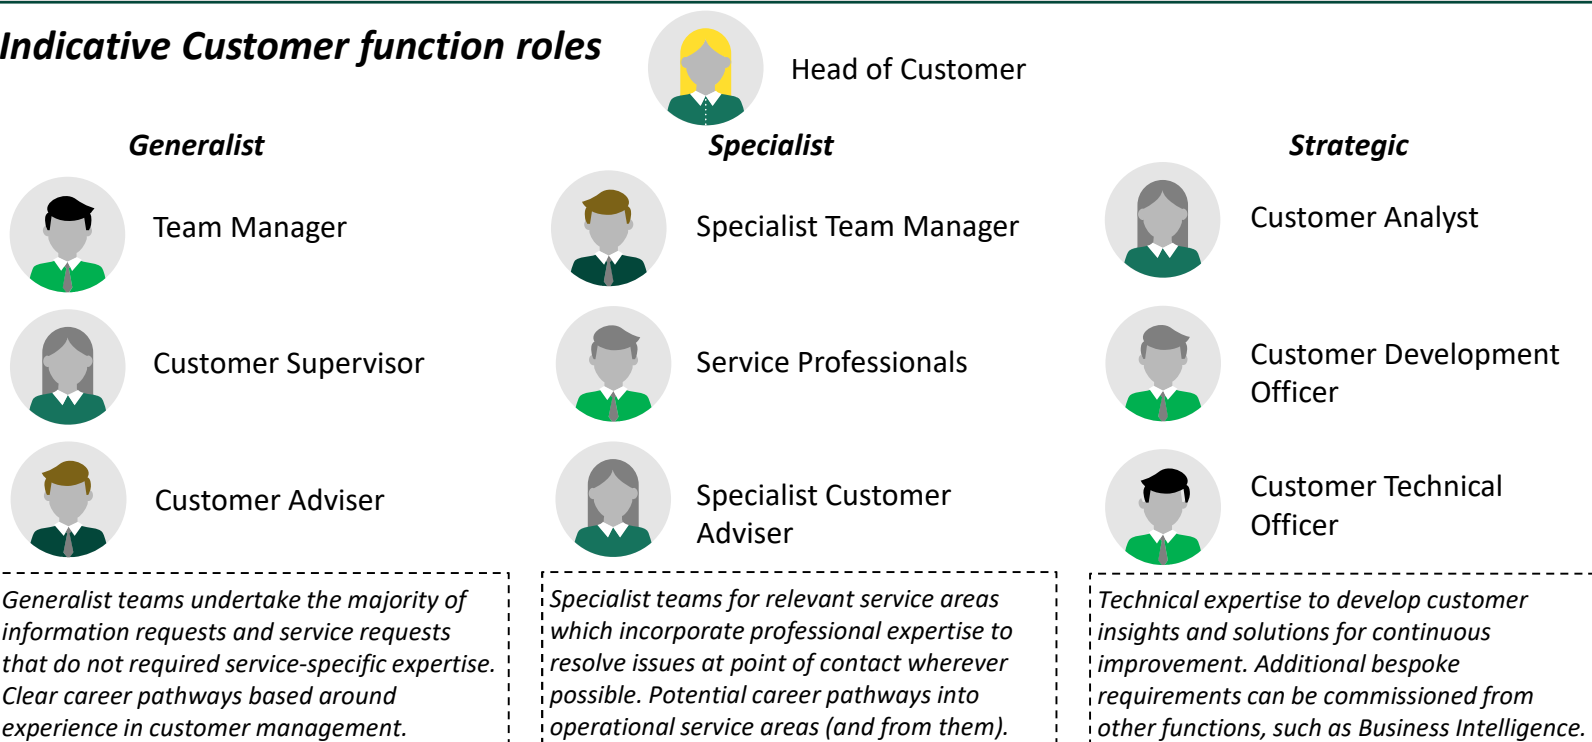 Indicative Customer function roles
Head of Customer
Generalist
Team Manager
Customer Supervisor
Customer Adviser
Generalist teams undertake the majority of
information requests and service requests
that do not required service-specific expertise.
Clear career pathways based around
experience in customer management.
Specialist
Specialist Team Manager
Service Professionals
Specialist Customer
Adviser
Specialist teams for relevant service areas
which incorporate professional expertise to
resolve issues at point of contact wherever
possible. Potential career pathways into
operational service areas (and from them).
Strategic
Customer Analyst
Customer Development
Officer
Customer Technical
Officer
Technical expertise to develop customer
insights and solutions for continuous
improvement. Additional bespoke
requirements can be commissioned from
other functions, such as Business Intelligence.